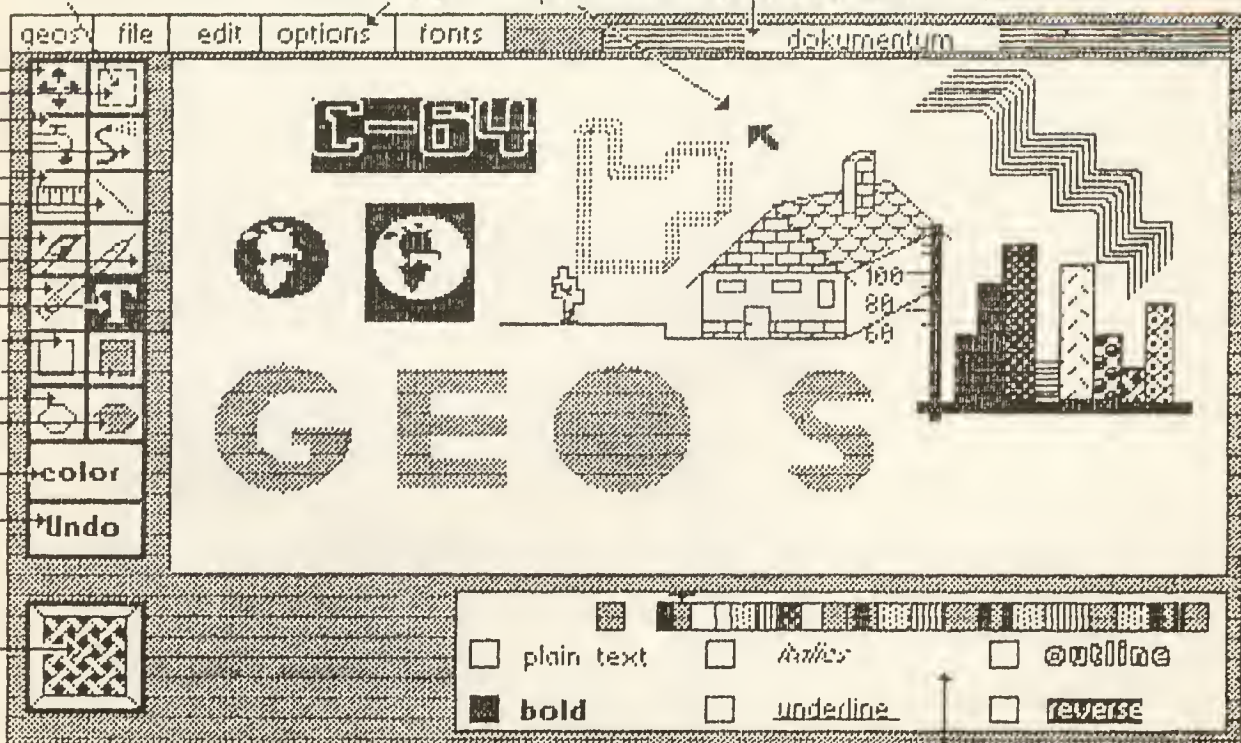 geos file edit options fonts dokumentum
C-64
T
100
80
60
GEOS
color
Undo
plain text italics outline
bold underline reverse